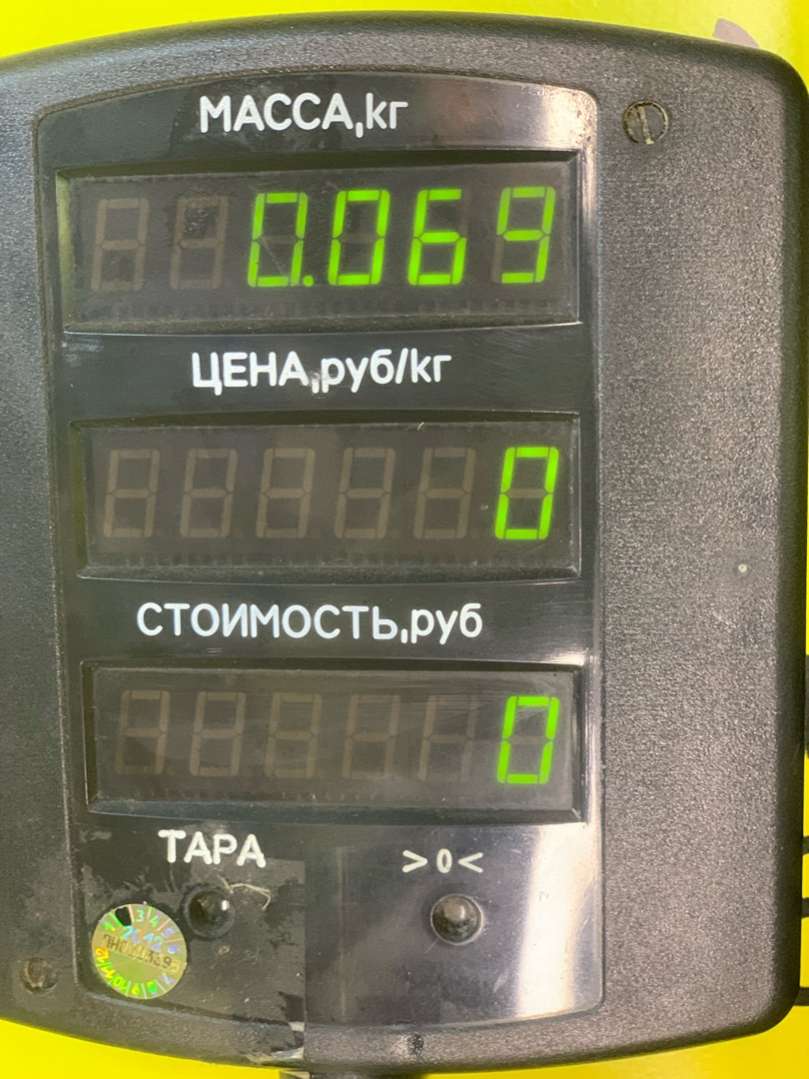 МАССА,кг
0.069
ЦЕНА,руб/кг
0
СТОИМОСТЬ,руб
0
ТАРА >0<